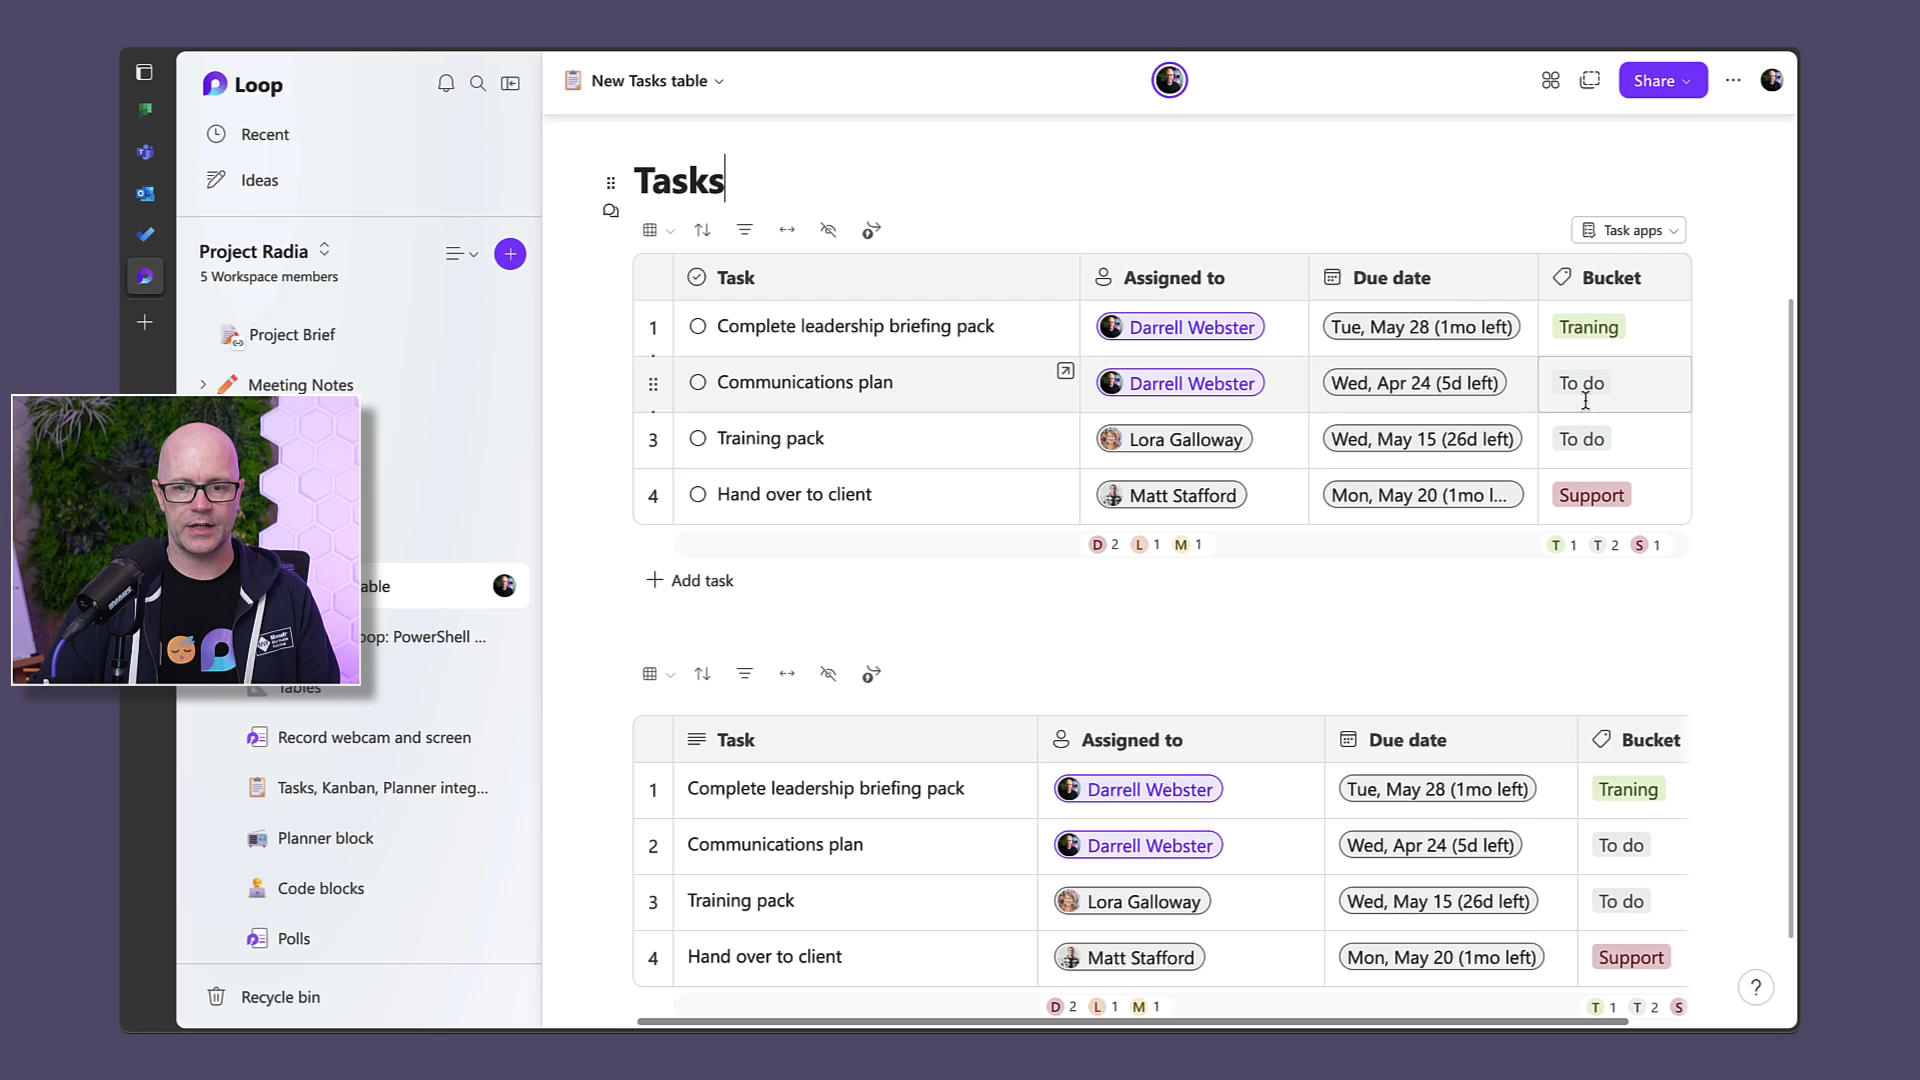 Loop
Recent
Ideas
Project Radia
5 Workspace members
Project Brief
Meeting Notes
able
oop: PowerShell ...
Tables
Record webcam and screen
Tasks, Kanban, Planner integ...
Planner block
Code blocks
Polls
Recycle bin
New Tasks table
Share
Tasks
Task apps
Task Assigned to Due date Bucket
1 Complete leadership briefing pack Darrell Webster Tue, May 28 (1mo left) Traning
Communications plan Darrell Webster Wed, Apr 24 (5d left) To do
3 Training pack Lora Galloway Wed, May 15 (26d left) To do
4 Hand over to client Matt Stafford Mon, May 20 (1mo l... Support
D 2 L 1 M 1 T 1 T 2 S 1
Add task
Task Assigned to Due date Bucket
1 Complete leadership briefing pack Darrell Webster Tue, May 28 (1mo left) Traning
2 Communications plan Darrell Webster Wed, Apr 24 (5d left) To do
3 Training pack Lora Galloway Wed, May 15 (26d left) To do
4 Hand over to client Matt Stafford Mon, May 20 (1mo left) Support
D 2 L 1 M 1 T 1 T 2 S
?